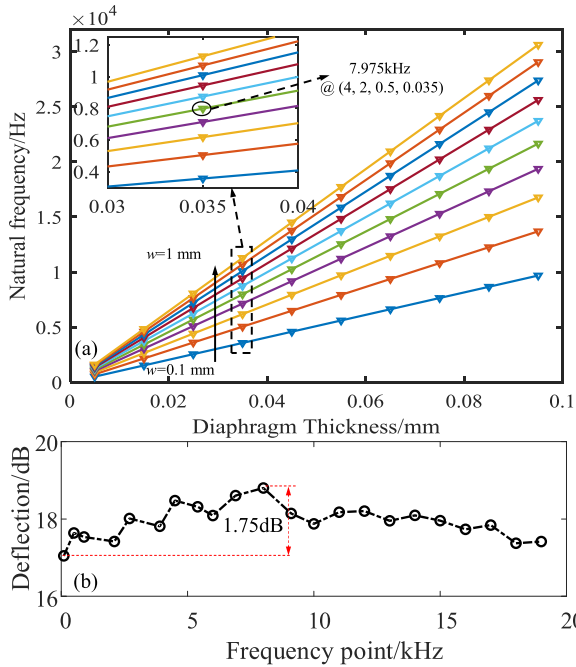 ×10⁴
3
2.5
2
1.5
1
0.5
0
Natural frequency/Hz
1.2
1
0.8
0.6
0.4
0.03
0.035
0.04
7.975kHz
@ (4, 2, 0.5, 0.035)
w=1 mm
w=0.1 mm
(a)
0
0.02
0.04
0.06
0.08
0.1
Diaphragm Thickness/mm
20
18
16
Deflection/dB
1.75dB
(b)
0
5
10
15
20
Frequency point/kHz